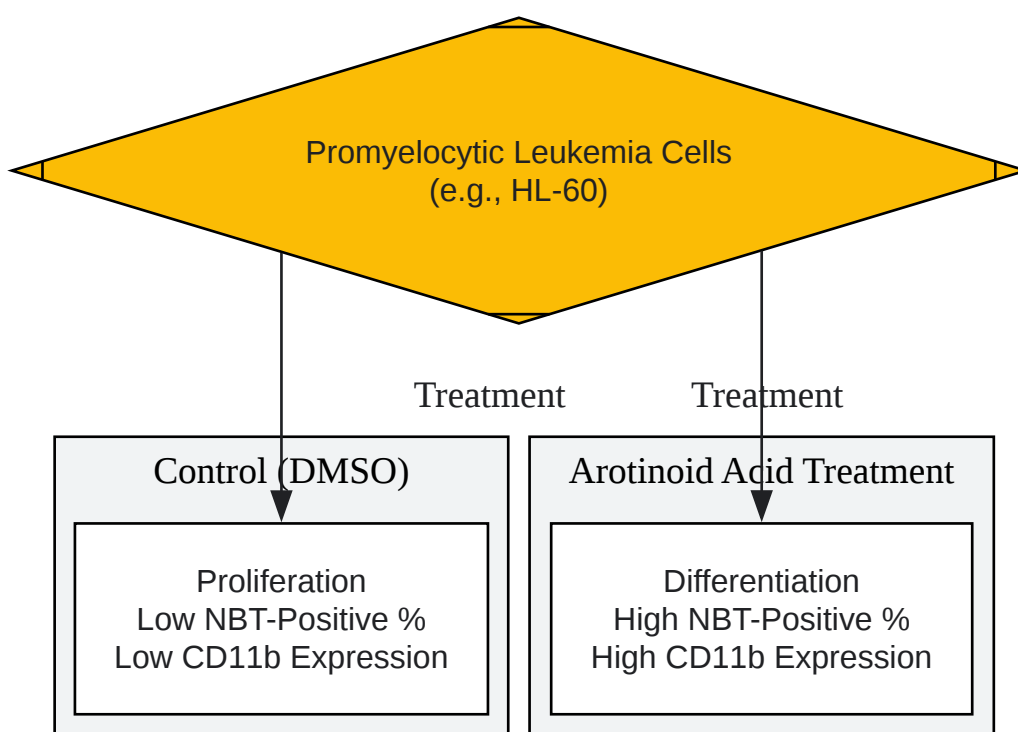 Promyelocytic Leukemia Cells
(e.g., HL-60)
Treatment
Treatment
Control (DMSO)
Proliferation
Low NBT-Positive %
Low CD11b Expression
Arotinoid Acid Treatment
Differentiation
High NBT-Positive %
High CD11b Expression